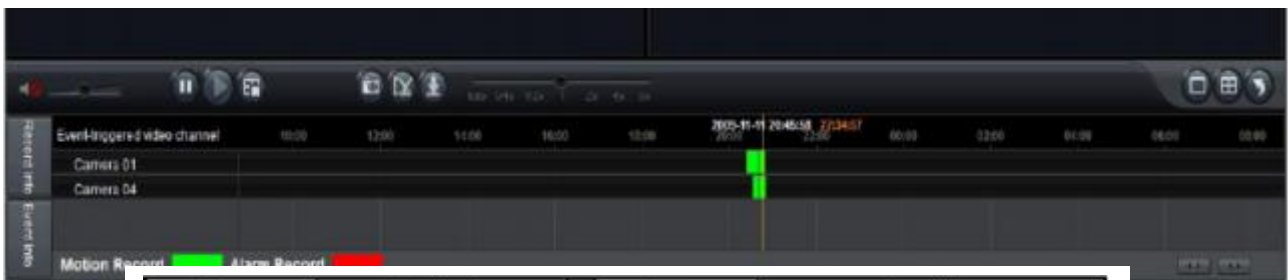 Event-triggered video channel 10:00 12:00 14:00 16:00 18:00 2009-11-11 20:45:58 20:00 22:00 00:00 02:00 04:00 06:00 08:00
Record Info
Camera 01
Camera 04
Event Info
Motion Record Alarm Record